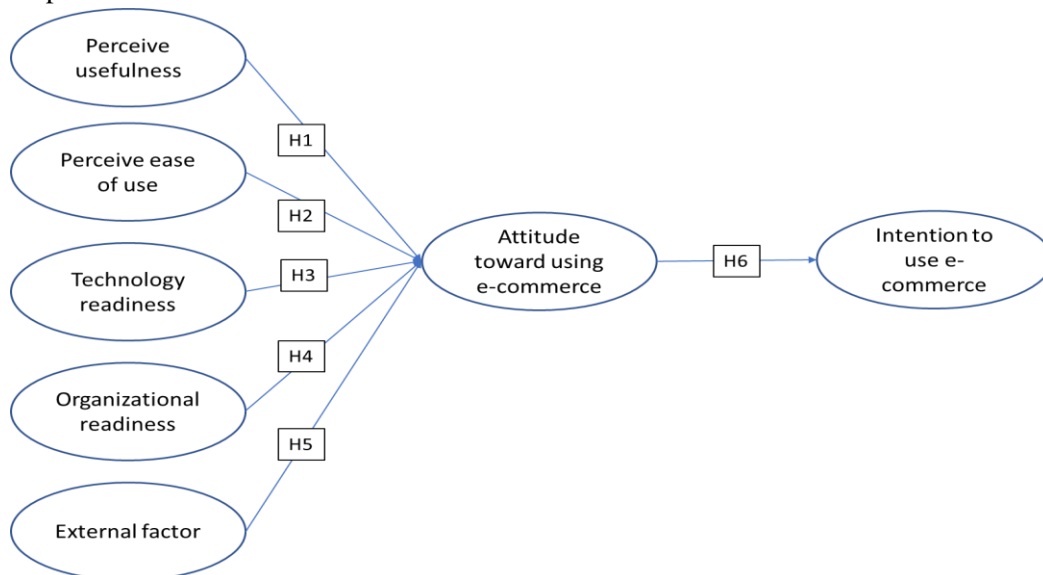 Perceive
usefulness
H1
Perceive ease
of use
H2
Technology
readiness
H3
Organizational
readiness
H4
External factor
H5
Attitude
toward using
e-commerce
H6
Intention to
use e-
commerce